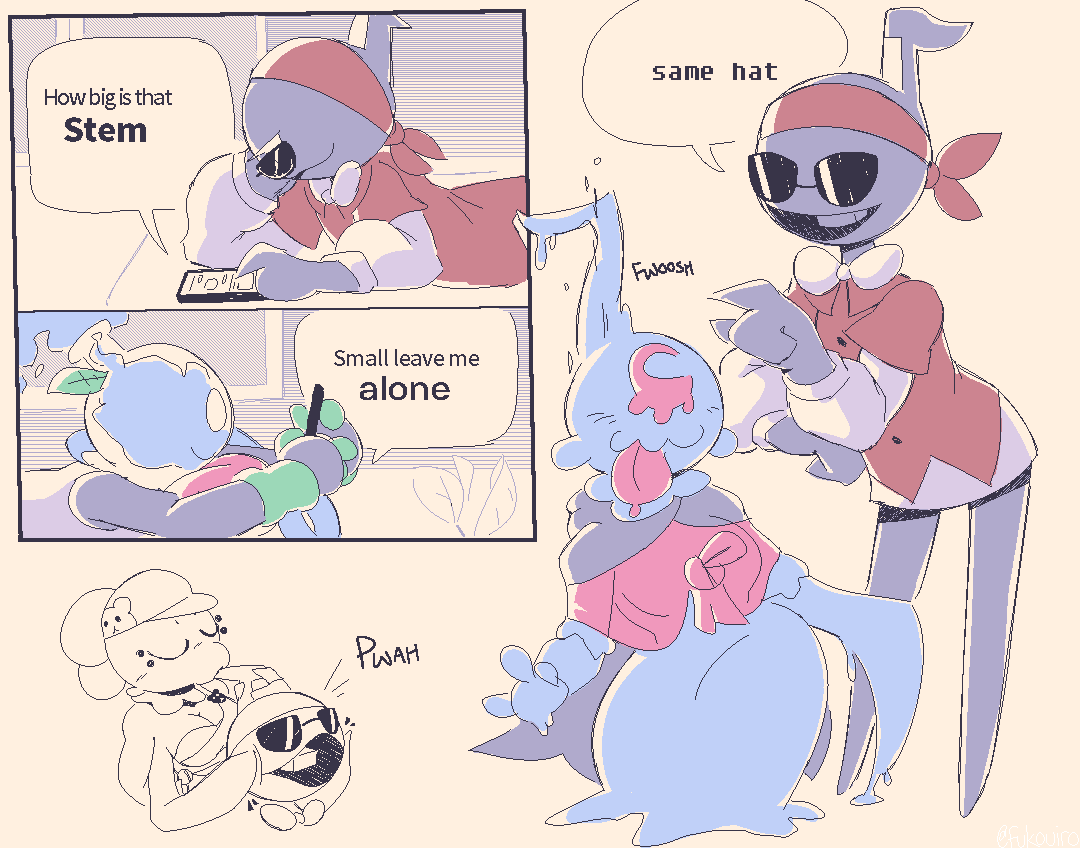 How big is that
Stem
same hat
FWOOSH
Small leave me
alone
PWAH